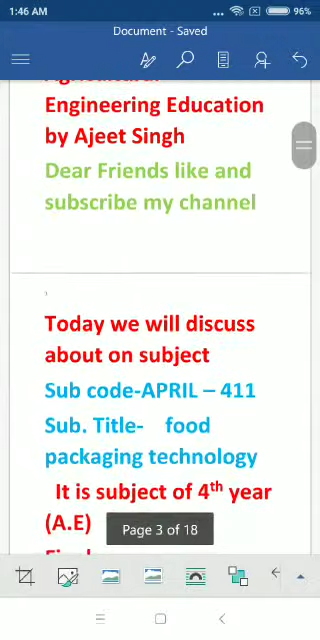 1:46 AM
96%
Document - Saved
Agricultural
Engineering Education
by Ajeet Singh
Dear Friends like and
subscribe my channel
Today we will discuss
about on subject
Sub code-APRIL – 411
Sub. Title- food
packaging technology
It is subject of 4th year
(A.E)
Page 3 of 18